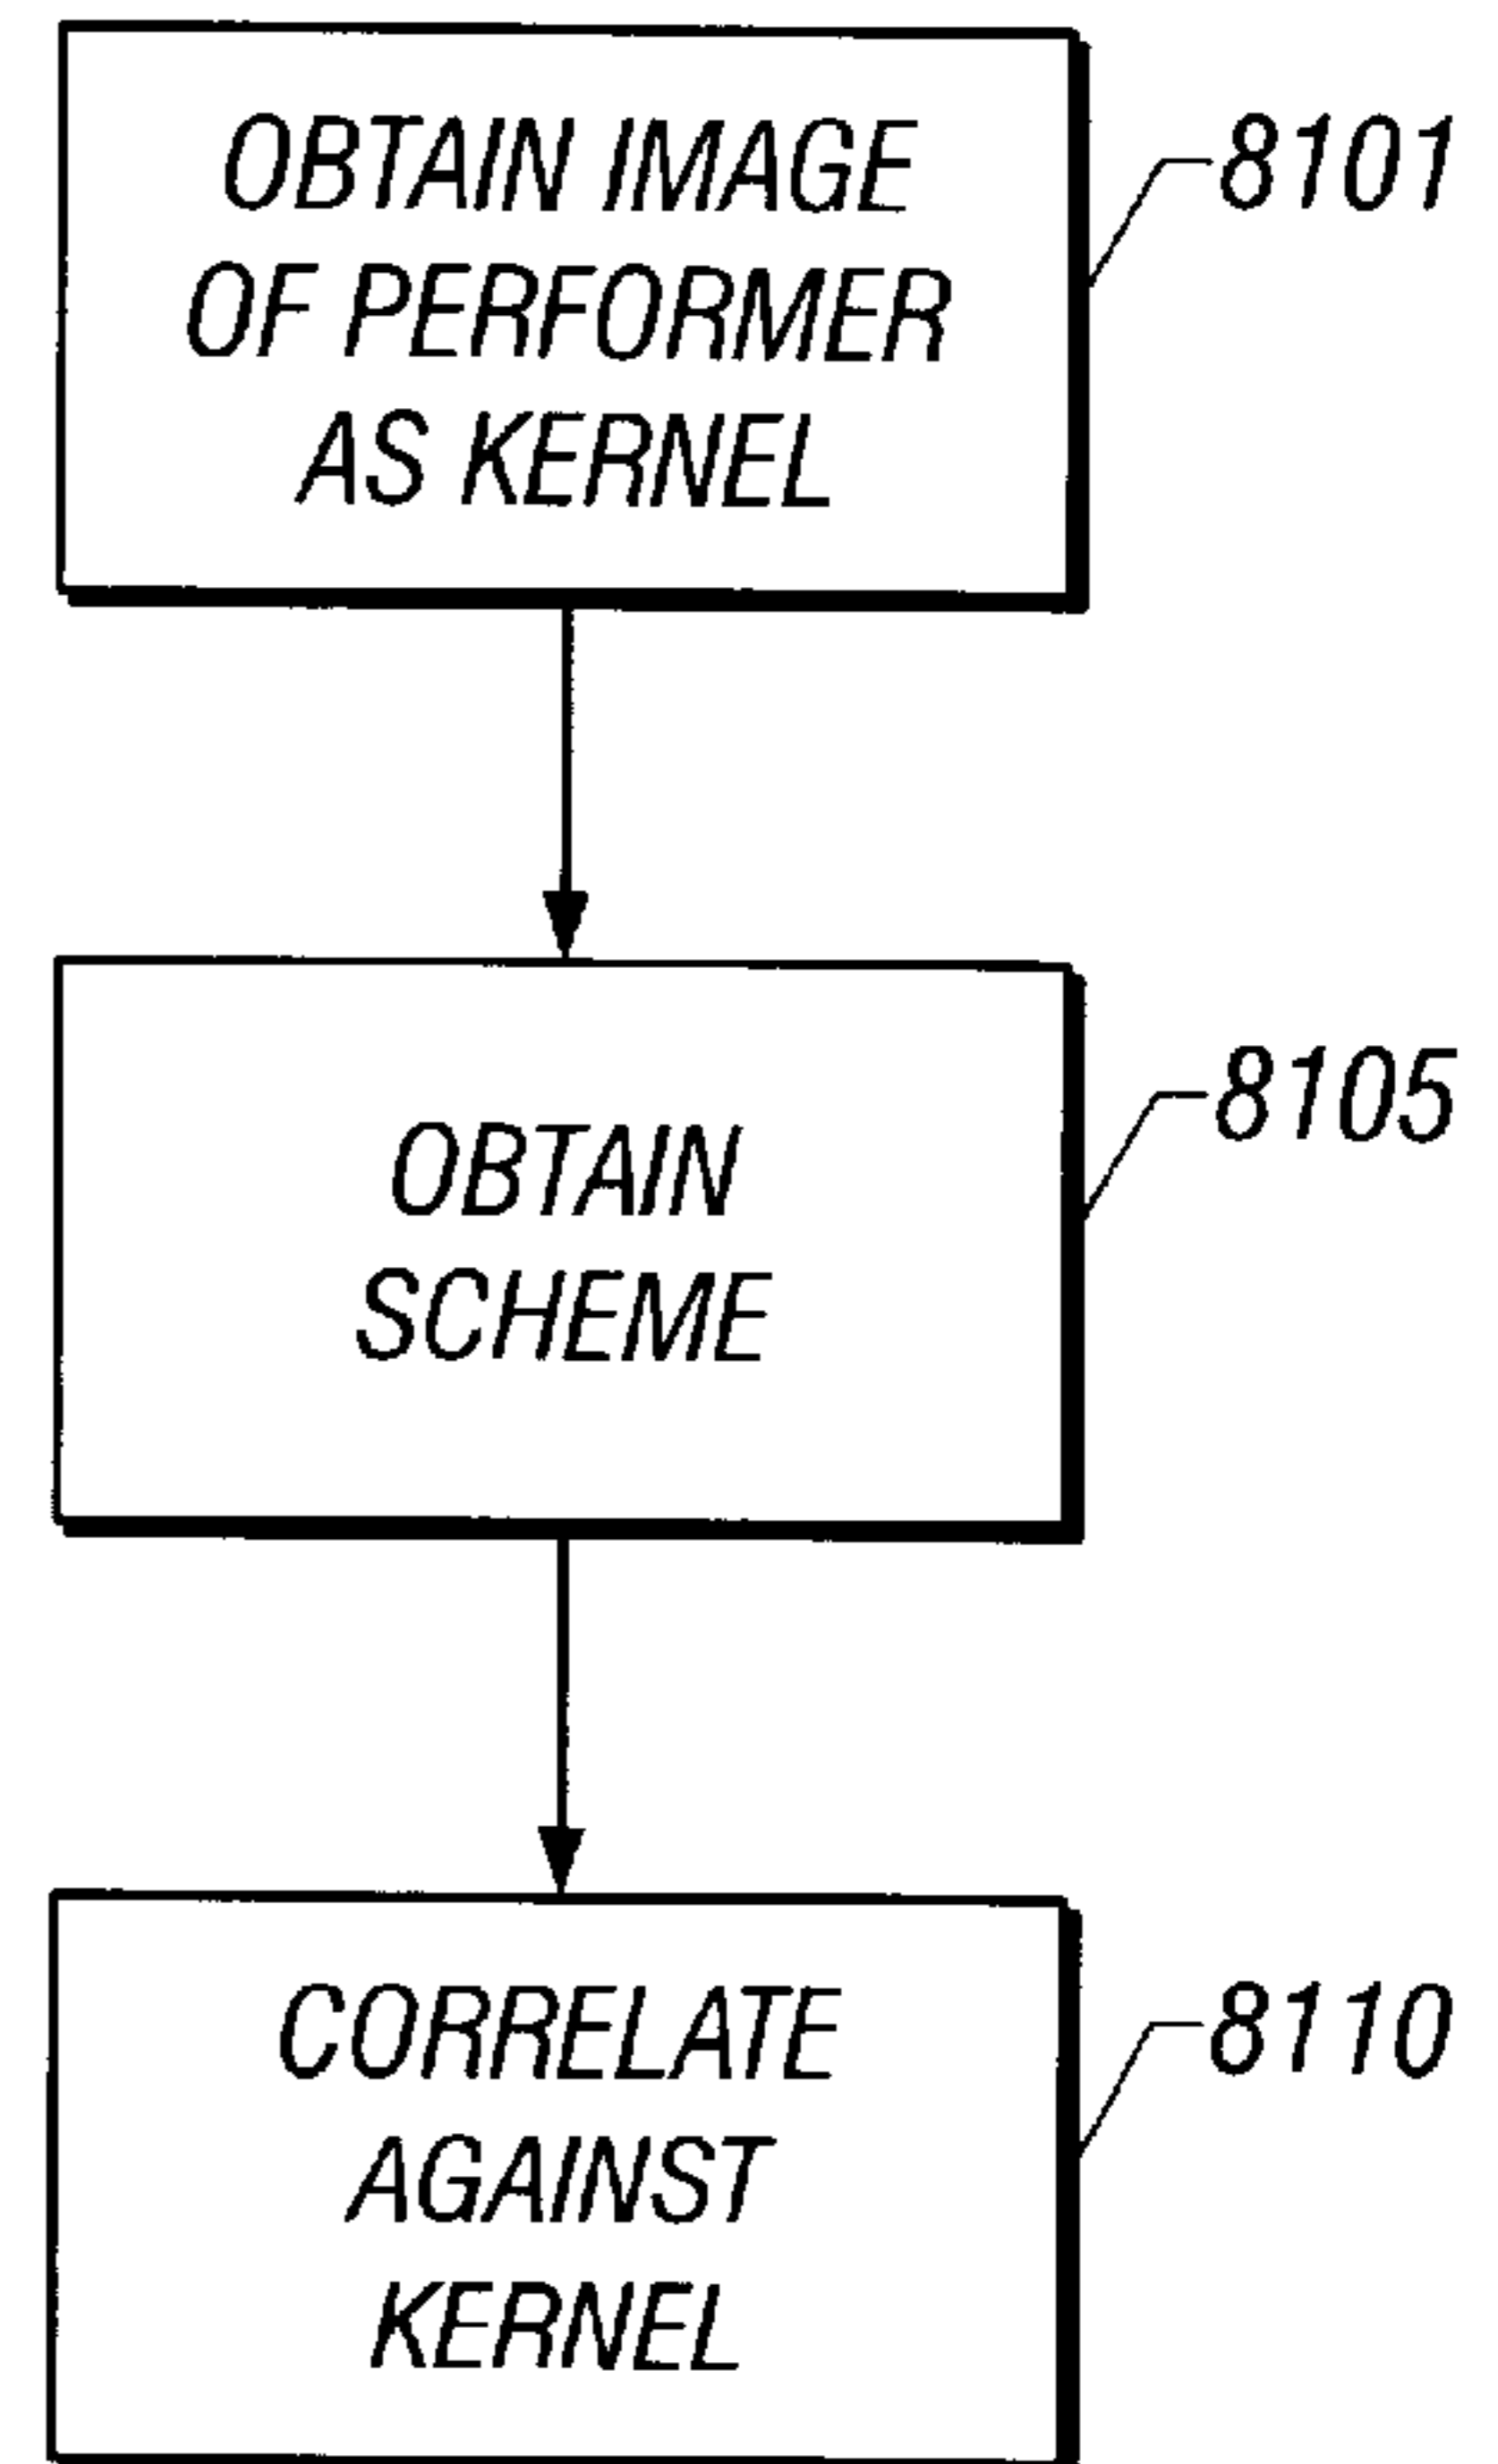 OBTAIN IMAGE
OF PERFORMER
AS KERNEL
8101
OBTAIN
SCHEME
8105
CORRELATE
AGAINST
KERNEL
8110